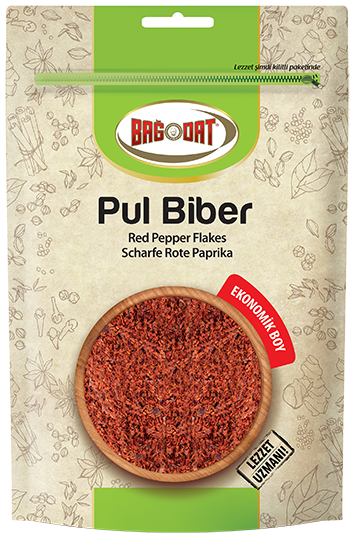 Lezzet şimdi kilitli paketinde
BAĞDAT
Pul Biber
Red Pepper Flakes
Scharfe Rote Paprika
EKONOMİK BOY
LEZZET
UZMANI!